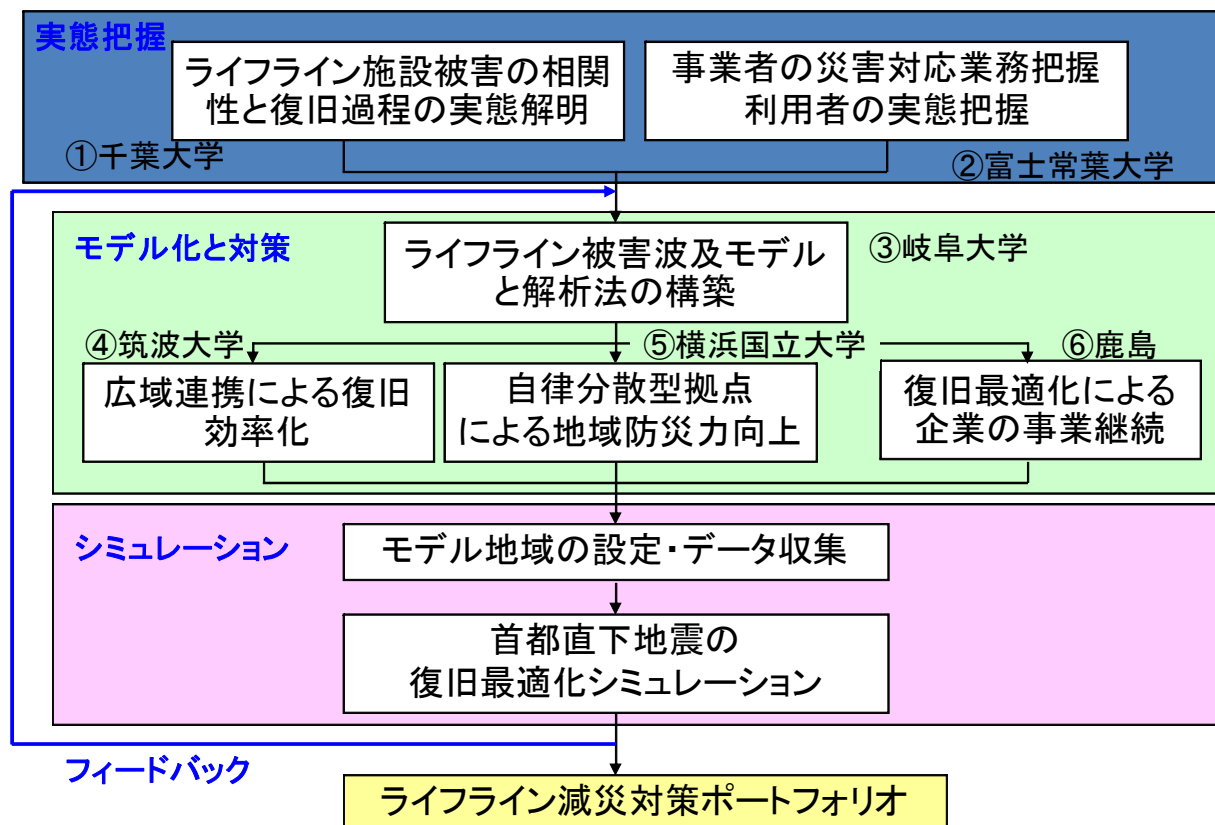 実態把握
ライフライン施設被害の相関
性と復旧過程の実態解明
事業者の災害対応業務把握
利用者の実態把握
①千葉大学
②富士常葉大学
モデル化と対策
ライフライン被害波及モデル
と解析法の構築
③岐阜大学
④筑波大学
⑤横浜国立大学
⑥鹿島
広域連携による復旧
効率化
自律分散型拠点
による地域防災力向上
復旧最適化による
企業の事業継続
シミュレーション
モデル地域の設定・データ収集
首都直下地震の
復旧最適化シミュレーション
フィードバック
ライフライン減災対策ポートフォリオ